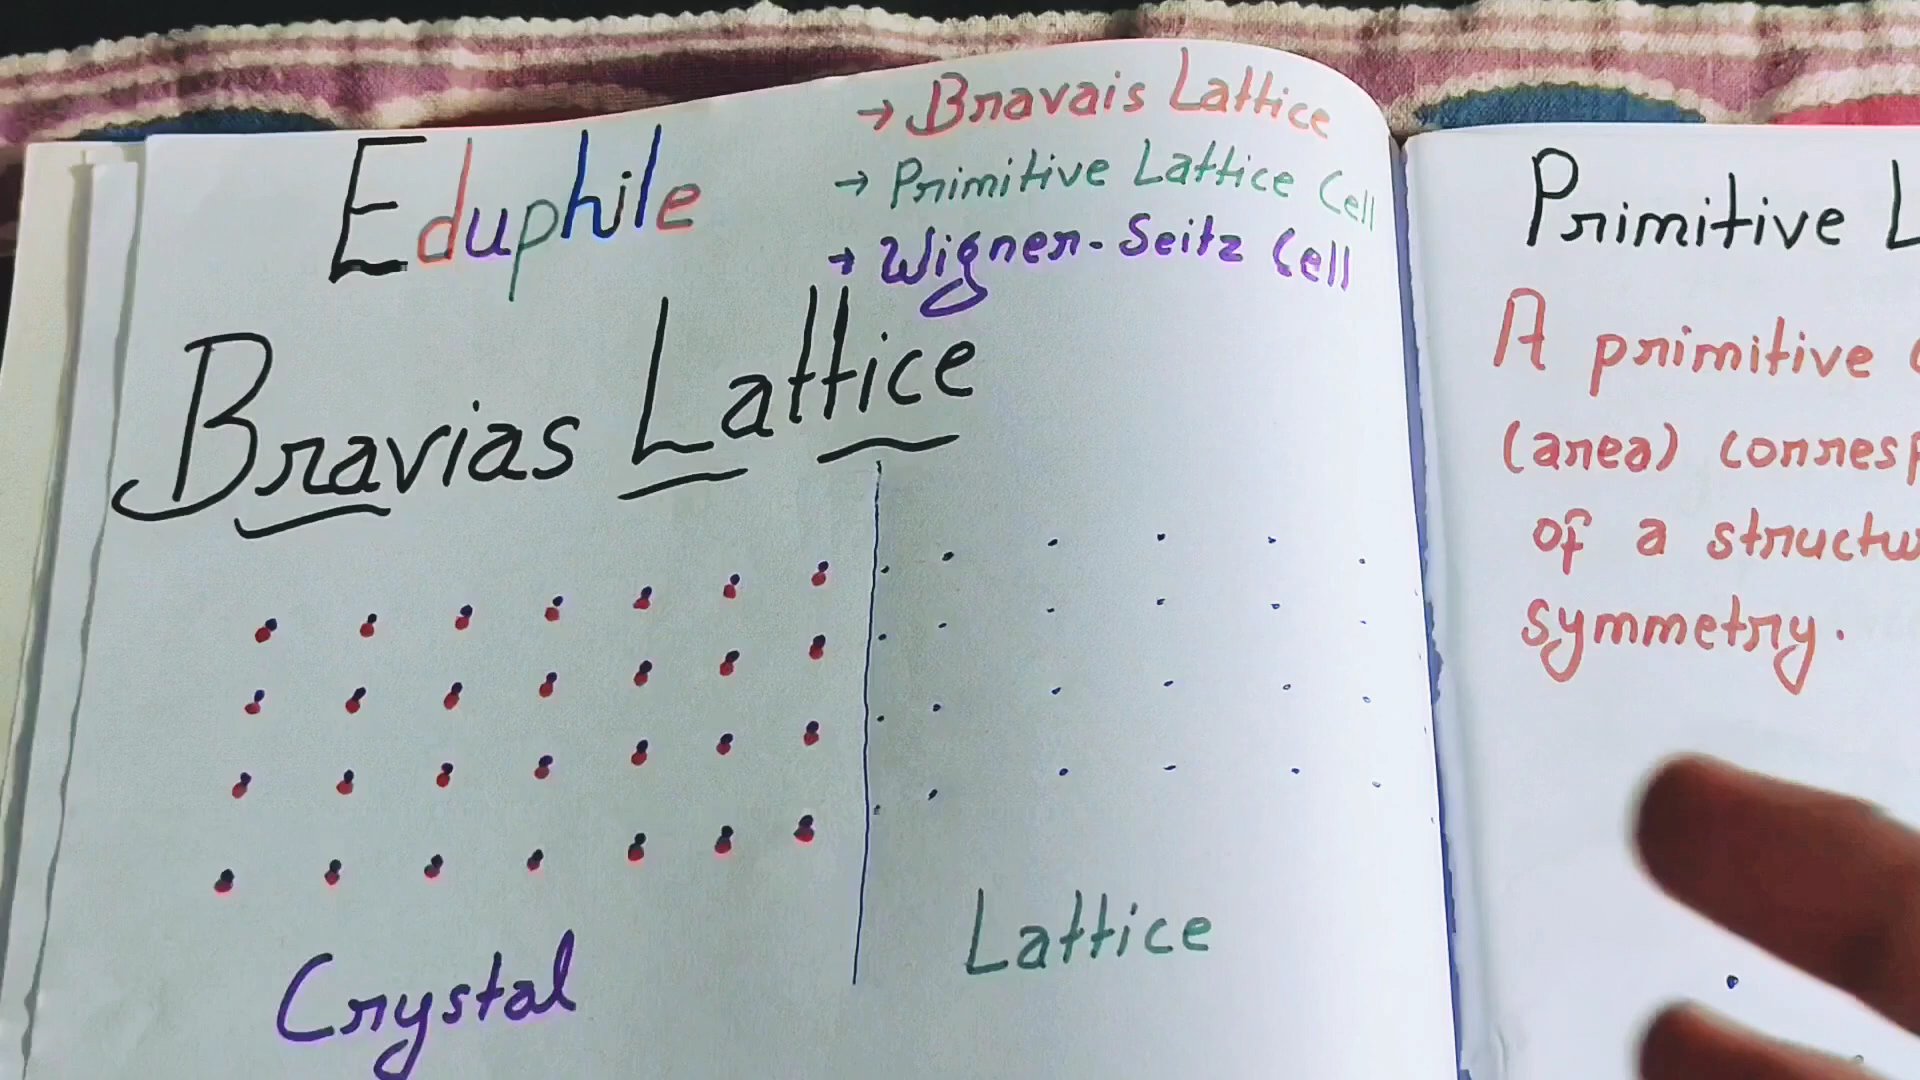 Eduphile
→ Bravais Lattice
→ Primitive Lattice Cell
→ Wigner-Seitz Cell
Bravias Lattice
Crystal
Lattice
Primitive L
A primitive
(area) corresp
of a structu
symmetry.